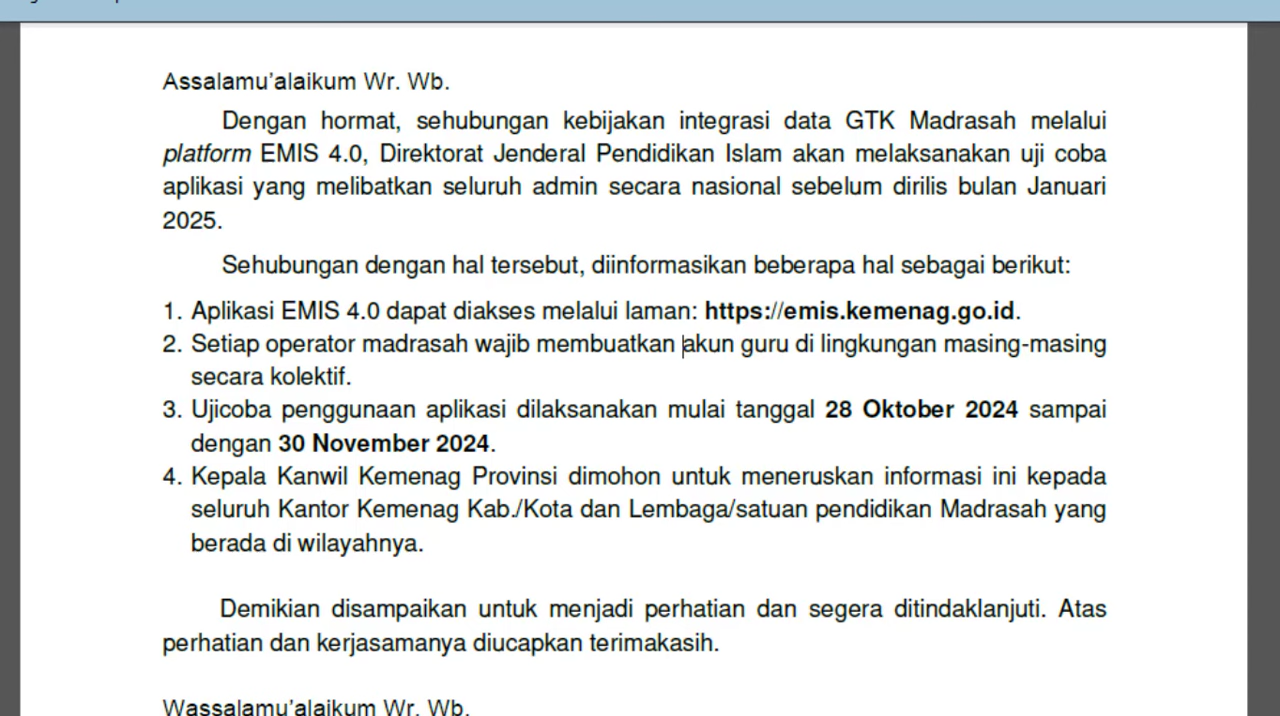 Assalamu'alaikum Wr. Wb.
Dengan hormat, sehubungan kebijakan integrasi data GTK Madrasah melalui
platform EMIS 4.0, Direktorat Jenderal Pendidikan Islam akan melaksanakan uji coba
aplikasi yang melibatkan seluruh admin secara nasional sebelum dirilis bulan Januari
2025.
Sehubungan dengan hal tersebut, diinformasikan beberapa hal sebagai berikut:
1. Aplikasi EMIS 4.0 dapat diakses melalui laman: https://emis.kemenag.go.id.
2. Setiap operator madrasah wajib membuatkan akun guru di lingkungan masing-masing
secara kolektif.
3. Ujicoba penggunaan aplikasi dilaksanakan mulai tanggal 28 Oktober 2024 sampai
dengan 30 November 2024.
4. Kepala Kanwil Kemenag Provinsi dimohon untuk meneruskan informasi ini kepada
seluruh Kantor Kemenag Kab./Kota dan Lembaga/satuan pendidikan Madrasah yang
berada di wilayahnya.
Demikian disampaikan untuk menjadi perhatian dan segera ditindaklanjuti. Atas
perhatian dan kerjasamanya diucapkan terimakasih.
Wassalamu'alaikum Wr. Wb.